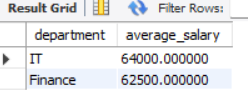 Result Grid Filter Rows:
department average_salary
IT 64000.000000
Finance 62500.000000